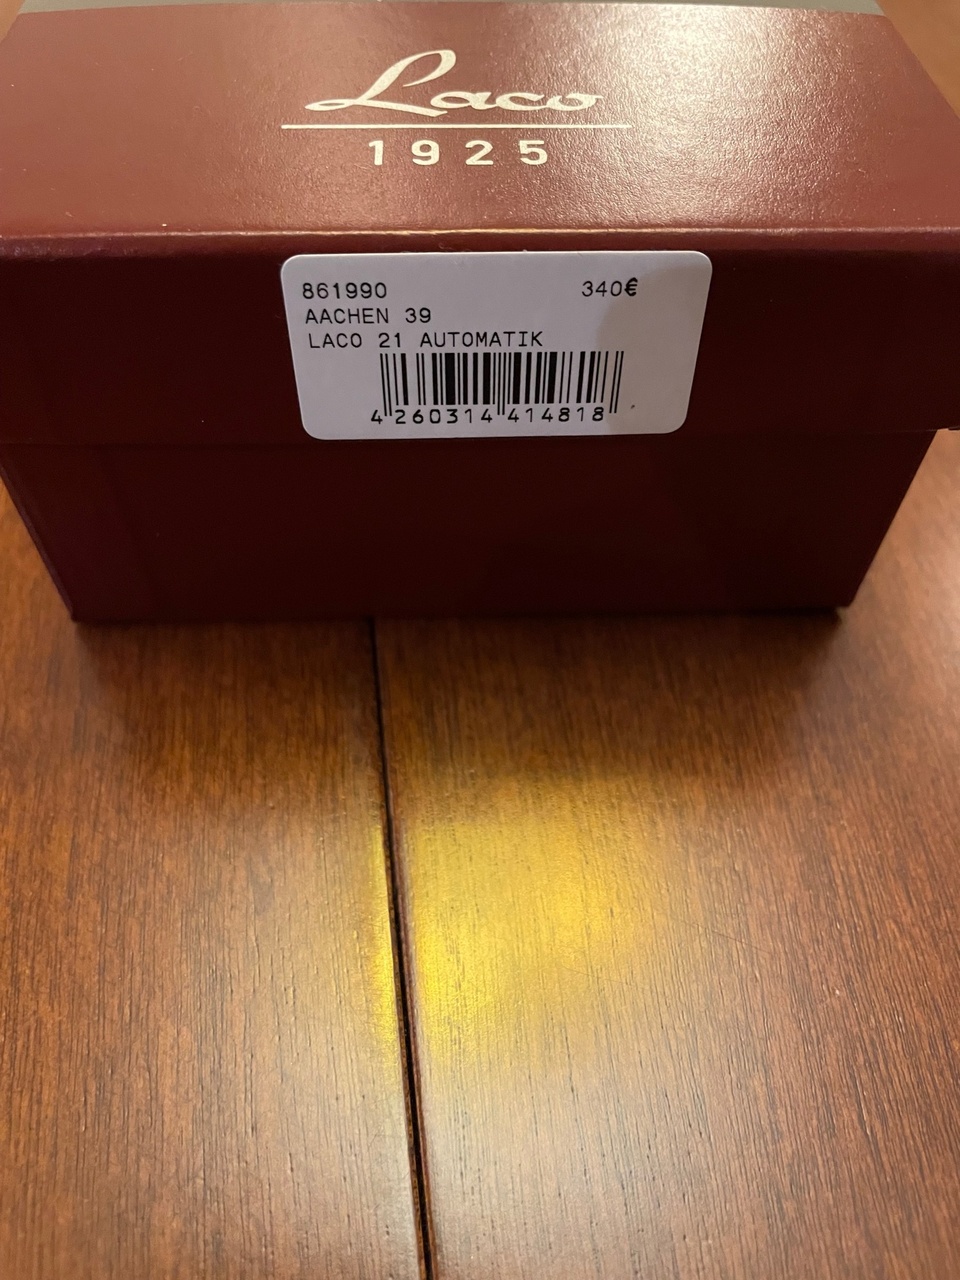 Laco
1925
861990 340€
AACHEN 39
LACO 21 AUTOMATIK
4 260314 414818